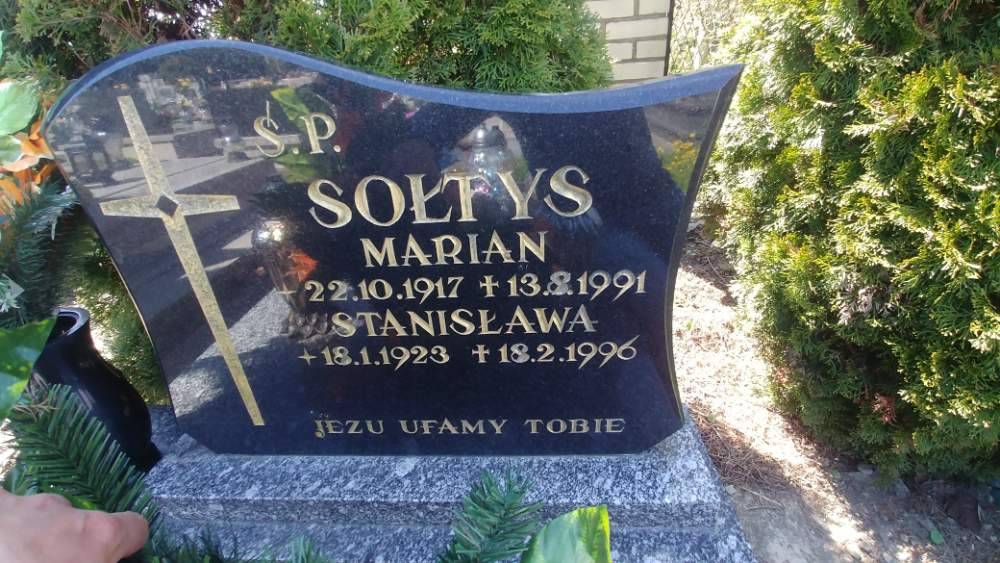 Ś.P.
SOŁTYS
MARIAN
22.10.1917 ✝ 13.8.1991
STANISŁAWA
+ 18.1.1923 ✝ 18.2.1996
JEZU UFAMY TOBIE